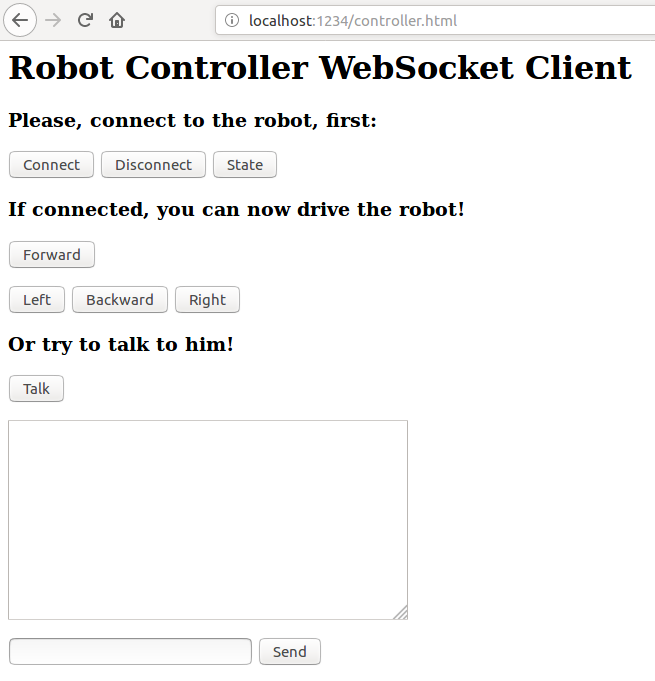 localhost:1234/controller.html
Robot Controller WebSocket Client
Please, connect to the robot, first:
Connect Disconnect State
If connected, you can now drive the robot!
Forward
Left Backward Right
Or try to talk to him!
Talk
Send